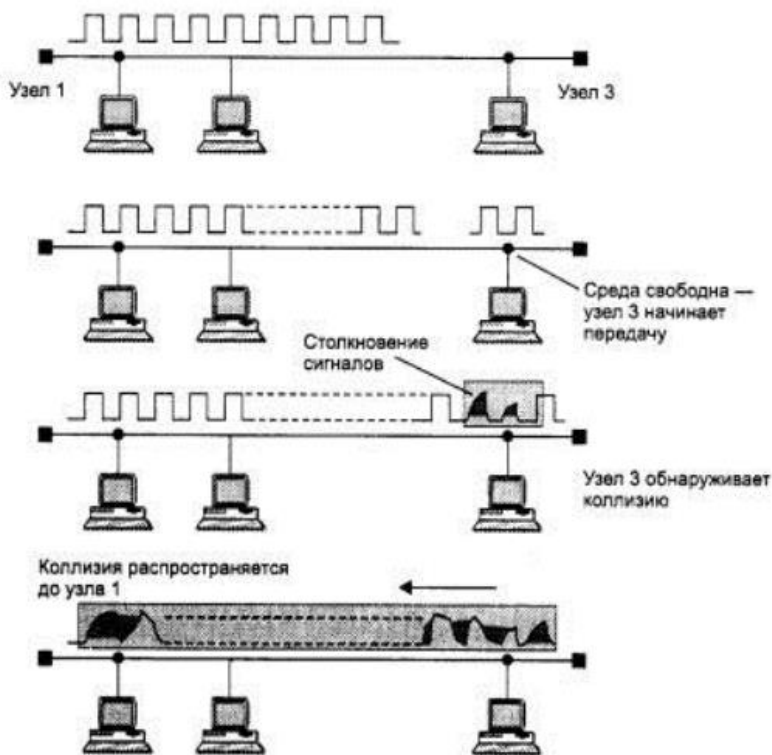 Узел 1
Узел 3
Среда свободна —
узел 3 начинает
передачу
Столкновение
сигналов
Узел 3 обнаруживает
коллизию
Коллизия распространяется
до узла 1